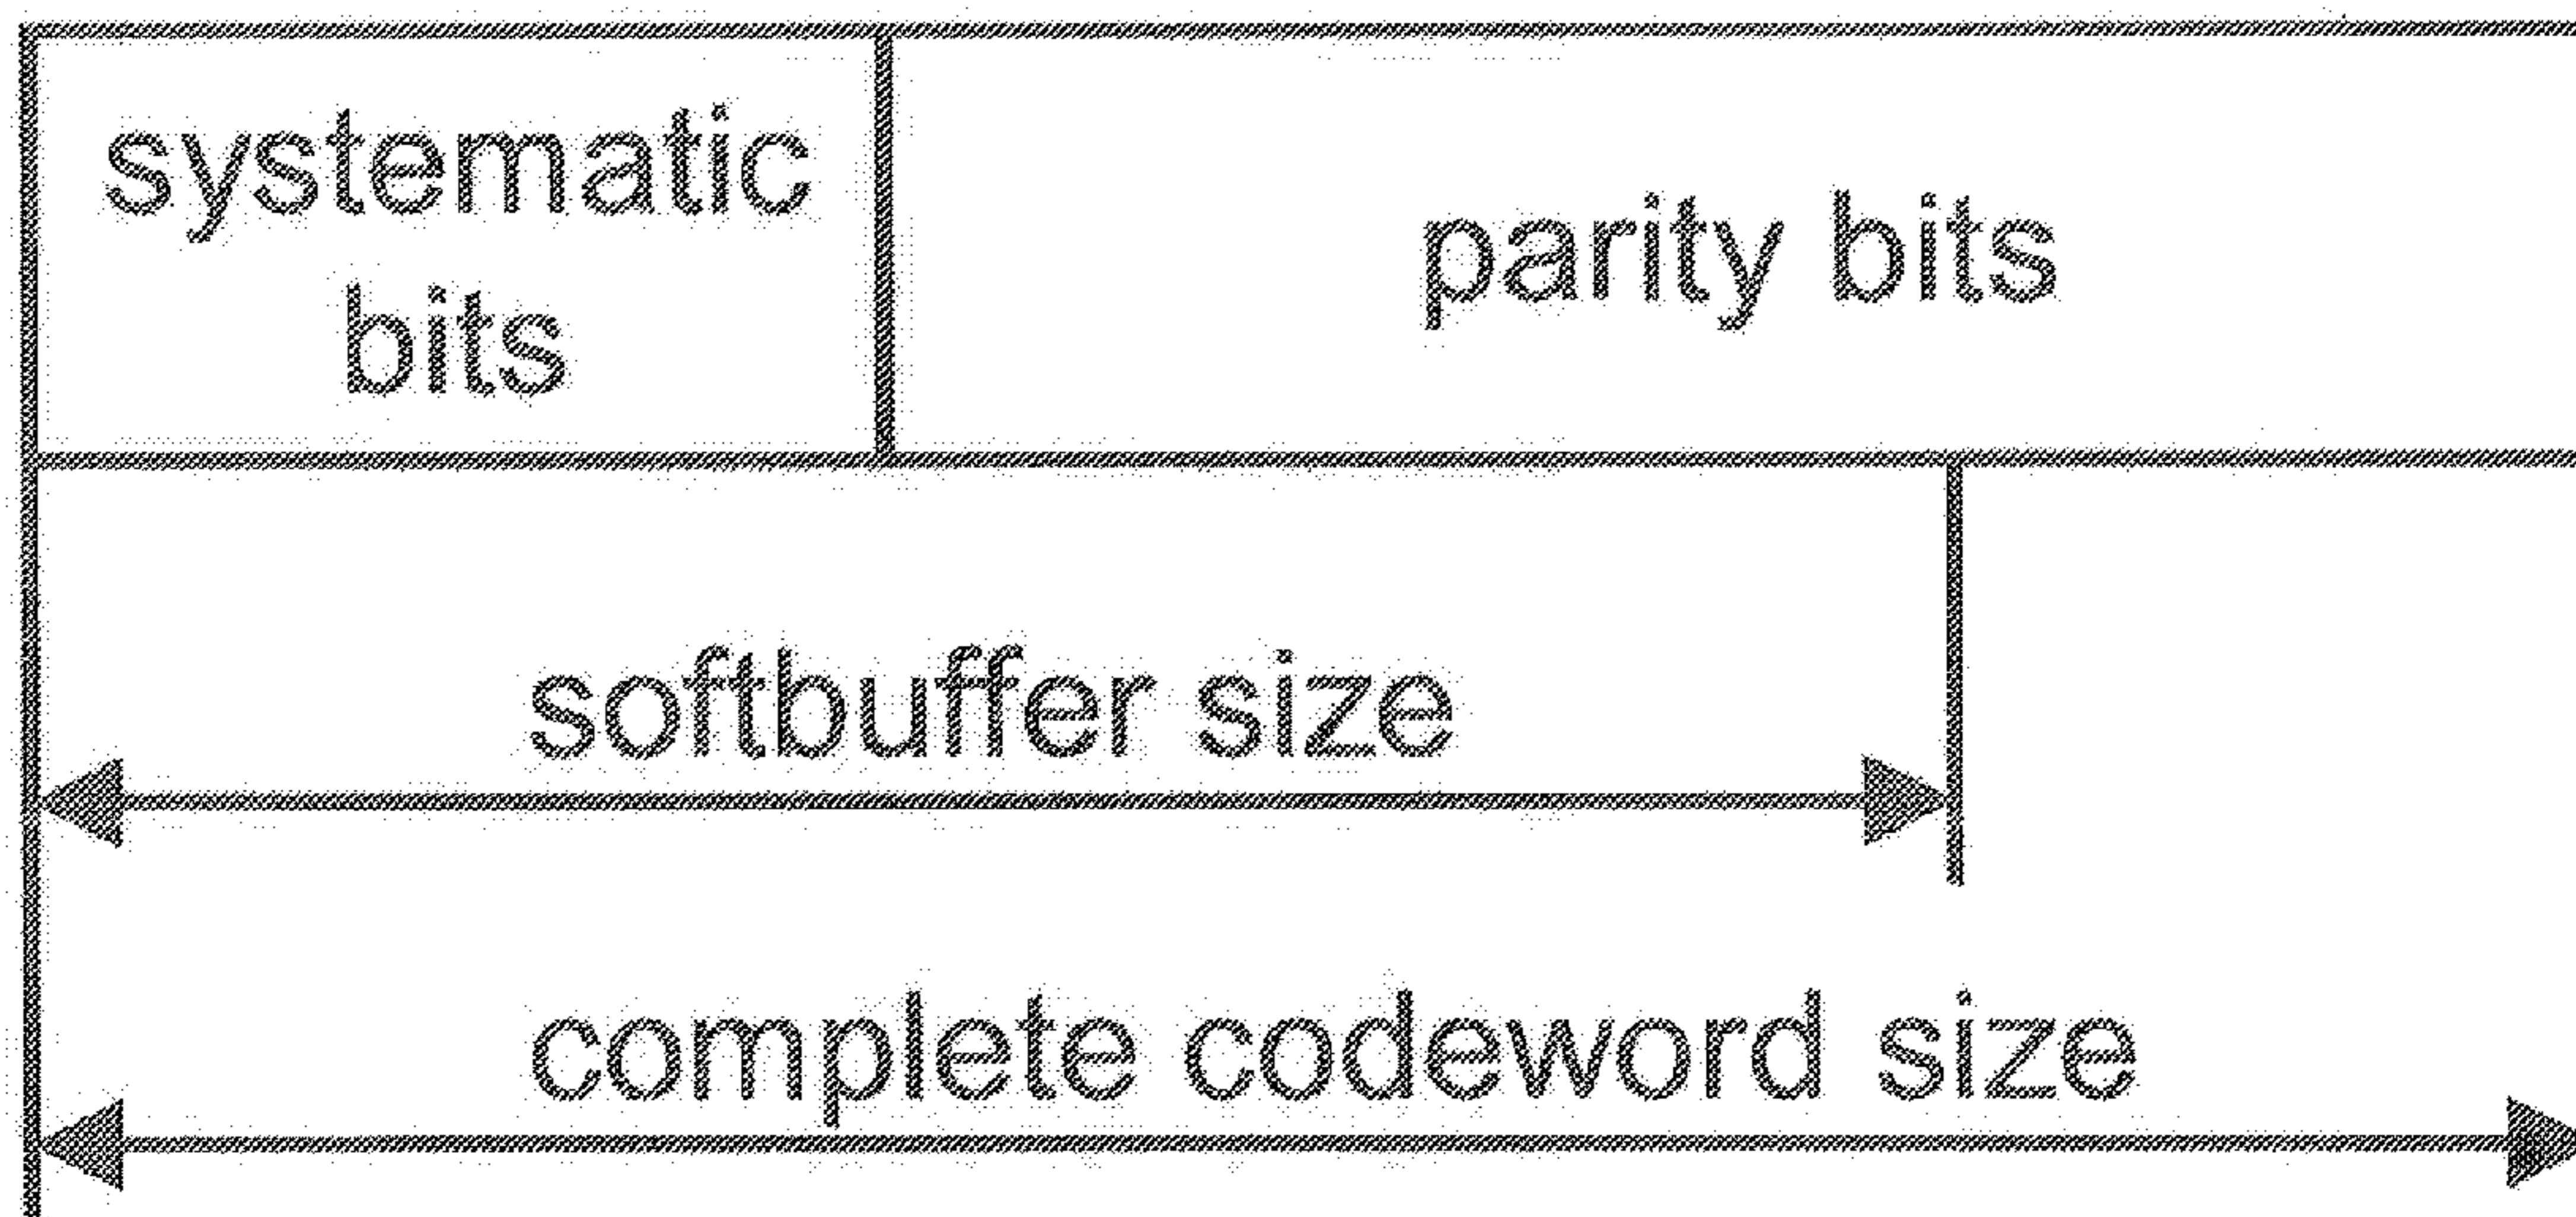 systematic
bits
parity bits
softbuffer size
complete codeword size